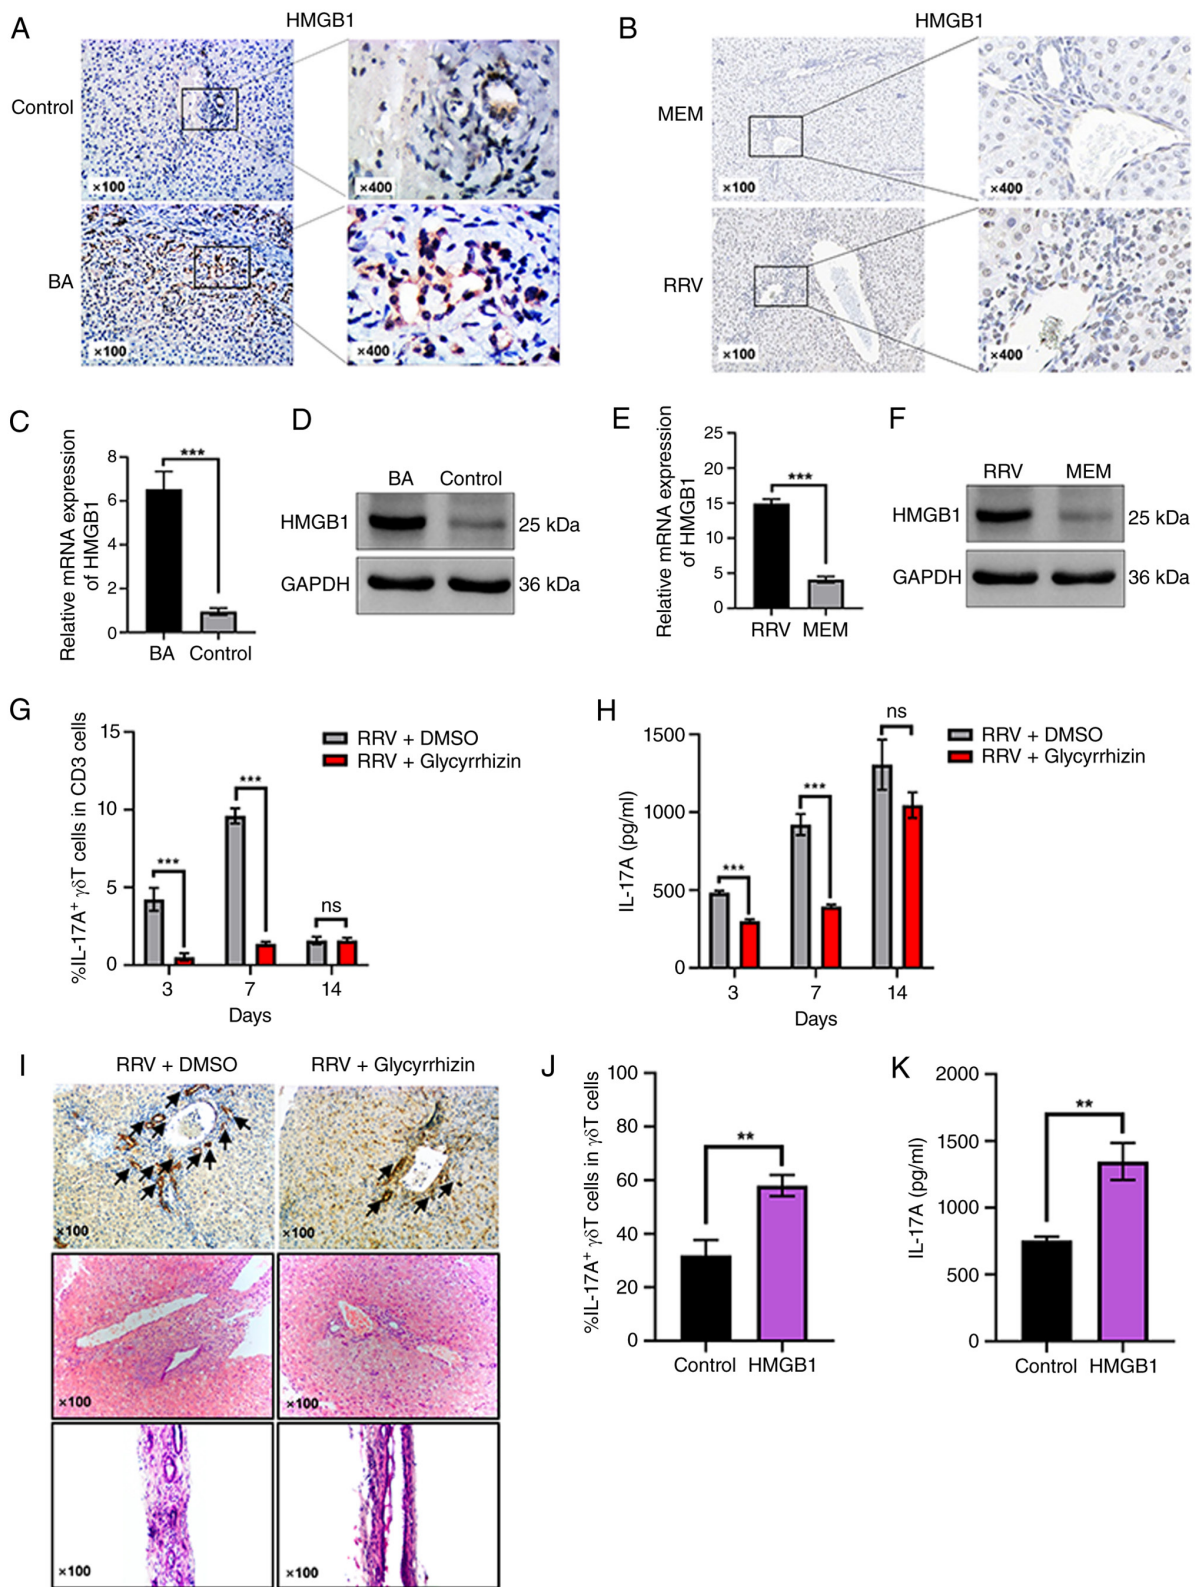 A
HMGB1
Control
×100
×400
BA
×100
×400
B
HMGB1
MEM
×100
×400
RRV
×100
×400
C
Relative mRNA expression
of HMGB1
8
6
4
2
0
***
BA
Control
D
BA
Control
HMGB1
25 kDa
GAPDH
36 kDa
E
Relative mRNA expression
of HMGB1
25
20
15
10
5
0
***
RRV
MEM
F
RRV
MEM
HMGB1
25 kDa
GAPDH
36 kDa
G
%IL-17A⁺ γδT cells in CD3 cells
15
10
5
0
***
***
ns
3
7
14
Days
RRV + DMSO
RRV + Glycyrrhizin
H
IL-17A (pg/ml)
1500
1000
500
0
***
***
ns
3
7
14
Days
RRV + DMSO
RRV + Glycyrrhizin
I
RRV + DMSO
RRV + Glycyrrhizin
×100
×100
×100
×100
×100
×100
J
%IL-17A⁺ γδT cells in γδT cells
100
80
60
40
20
0
**
Control
HMGB1
K
IL-17A (pg/ml)
2000
1500
1000
500
0
**
Control
HMGB1